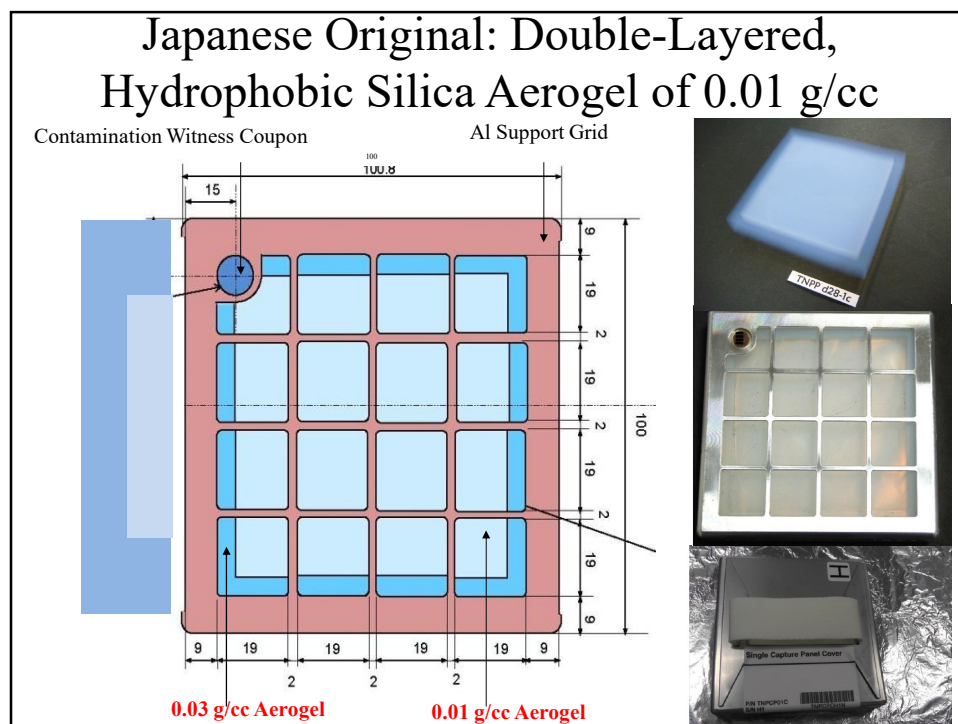 Japanese Original: Double-Layered,
Hydrophobic Silica Aerogel of 0.01 g/cc
Contamination Witness Coupon
Al Support Grid
100
100.8
15
9
19
2
19
2
19
2
19
9
100
9
19
19
19
19
9
2
2
2
0.03 g/cc Aerogel
0.01 g/cc Aerogel
TNPP d28-1c
H
Single Capture Panel Cover
P/N TNPCP01C
S/N H1